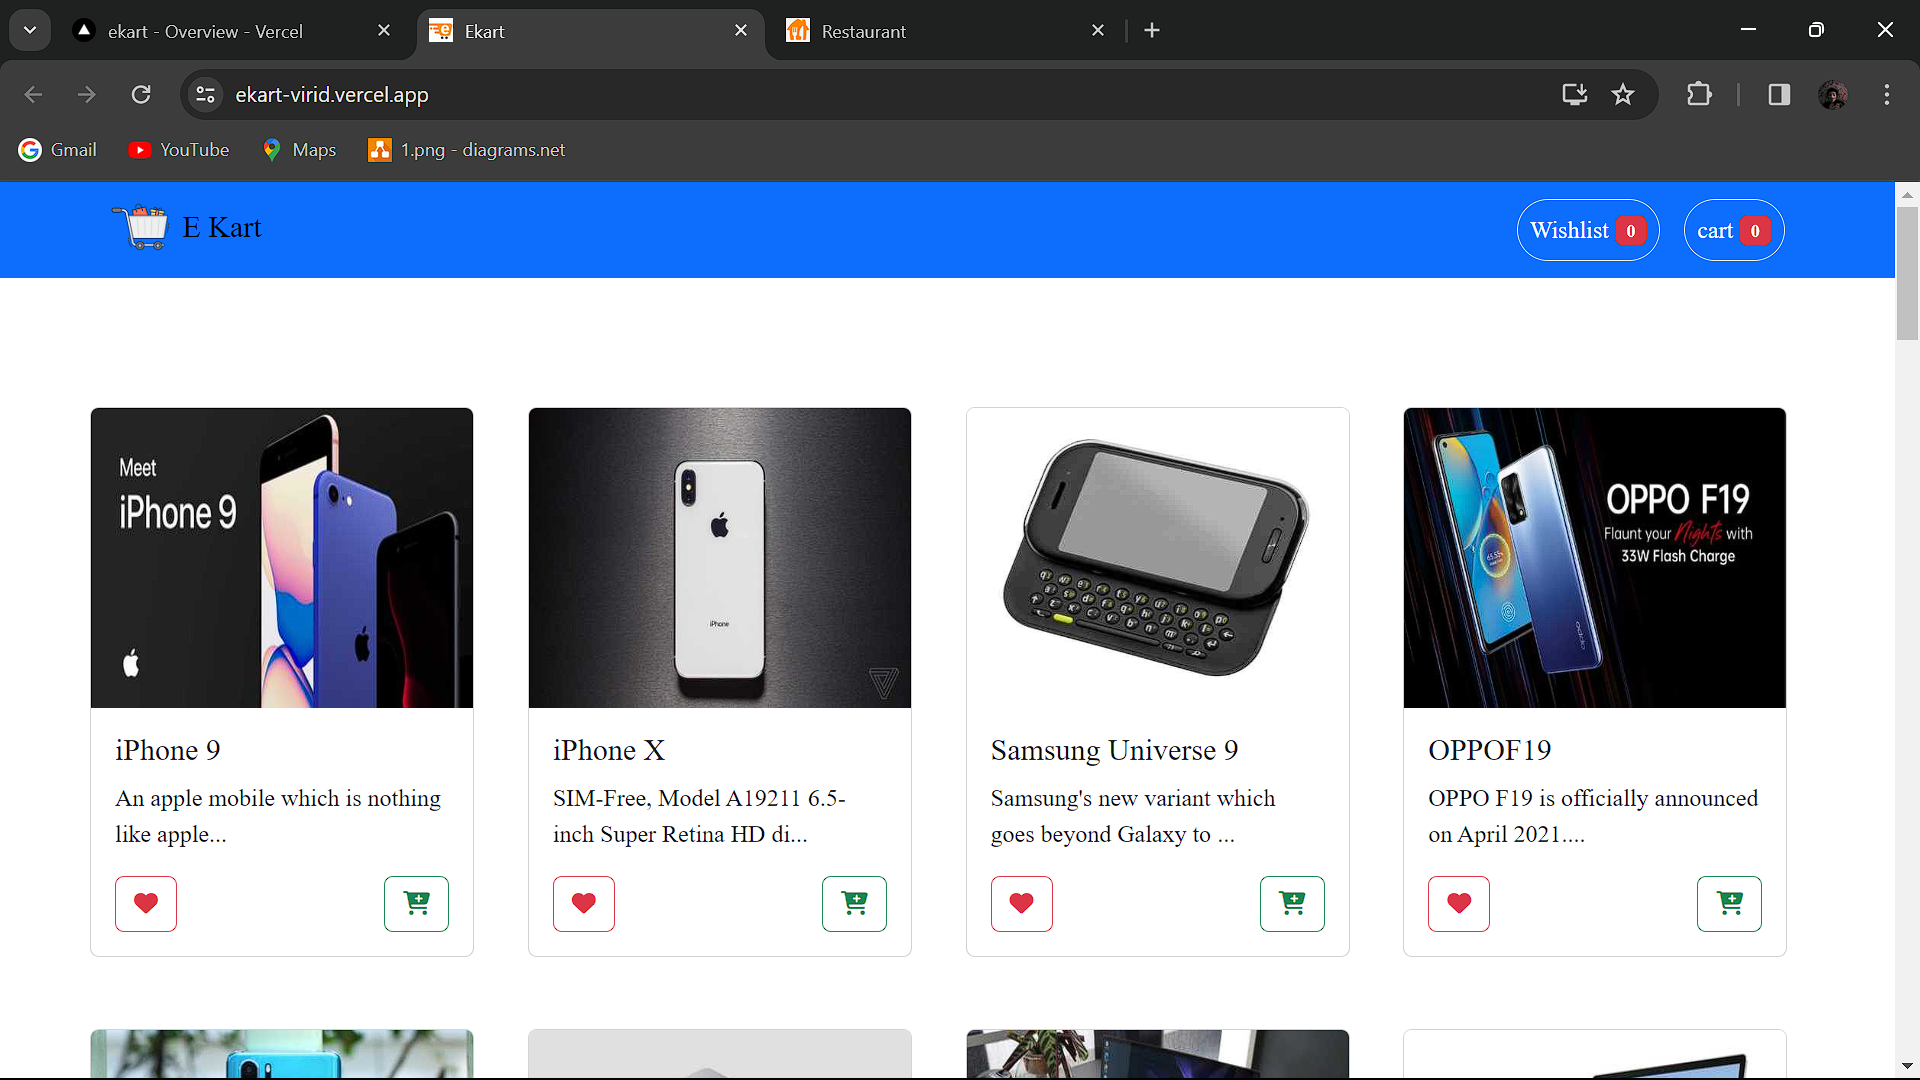 ekart - Overview - Vercel
Ekart
Restaurant
ekart-virid.vercel.app
Gmail
YouTube
Maps
1.png - diagrams.net
E Kart
Wishlist 0
cart 0
Meet
iPhone 9
iPhone
OPPO F19
Flaunt your Nights with
33W Flash Charge
oppo
iPhone 9
An apple mobile which is nothing
like apple...
iPhone X
SIM-Free, Model A19211 6.5-
inch Super Retina HD di...
Samsung Universe 9
Samsung's new variant which
goes beyond Galaxy to ...
OPPOF19
OPPO F19 is officially announced
on April 2021....